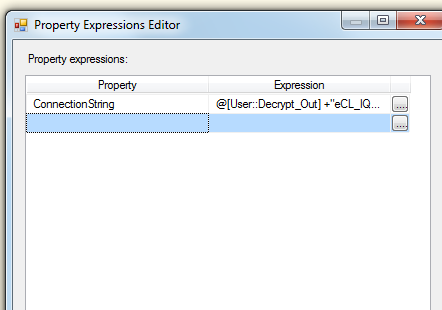 Property Expressions Editor
Property expressions:
Property Expression
ConnectionString @[User::Decrypt_Out] +"eCL_IQ... ...
...